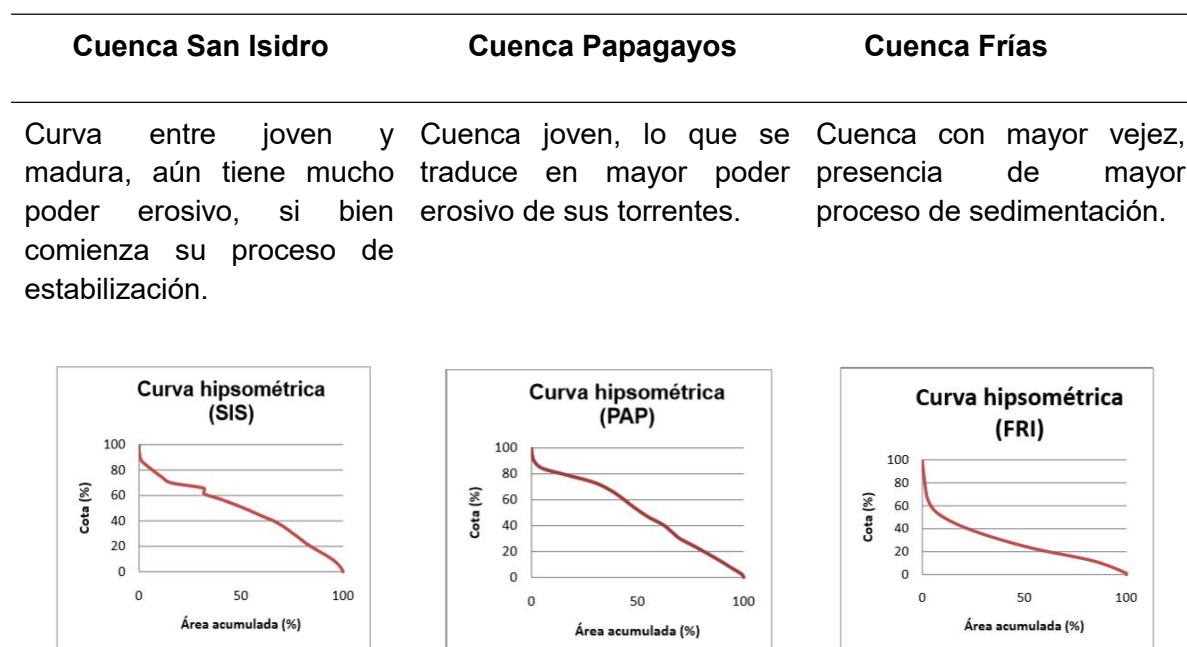 Cuenca San Isidro
Cuenca Papagayos
Cuenca Frías
Curva entre joven y
madura, aún tiene mucho
poder erosivo, si bien
comienza su proceso de
estabilización.
Cuenca joven, lo que se
traduce en mayor poder
erosivo de sus torrentes.
Cuenca con mayor vejez,
presencia de mayor
proceso de sedimentación.
Curva hipsométrica
(SIS)
Cota (%)
100
80
60
40
20
0
0 50 100
Área acumulada (%)
Curva hipsométrica
(PAP)
Cota (%)
100
80
60
40
20
0
0 50 100
Área acumulada (%)
Curva hipsométrica
(FRI)
Cota (%)
100
80
60
40
20
0
0 50 100
Área acumulada (%)